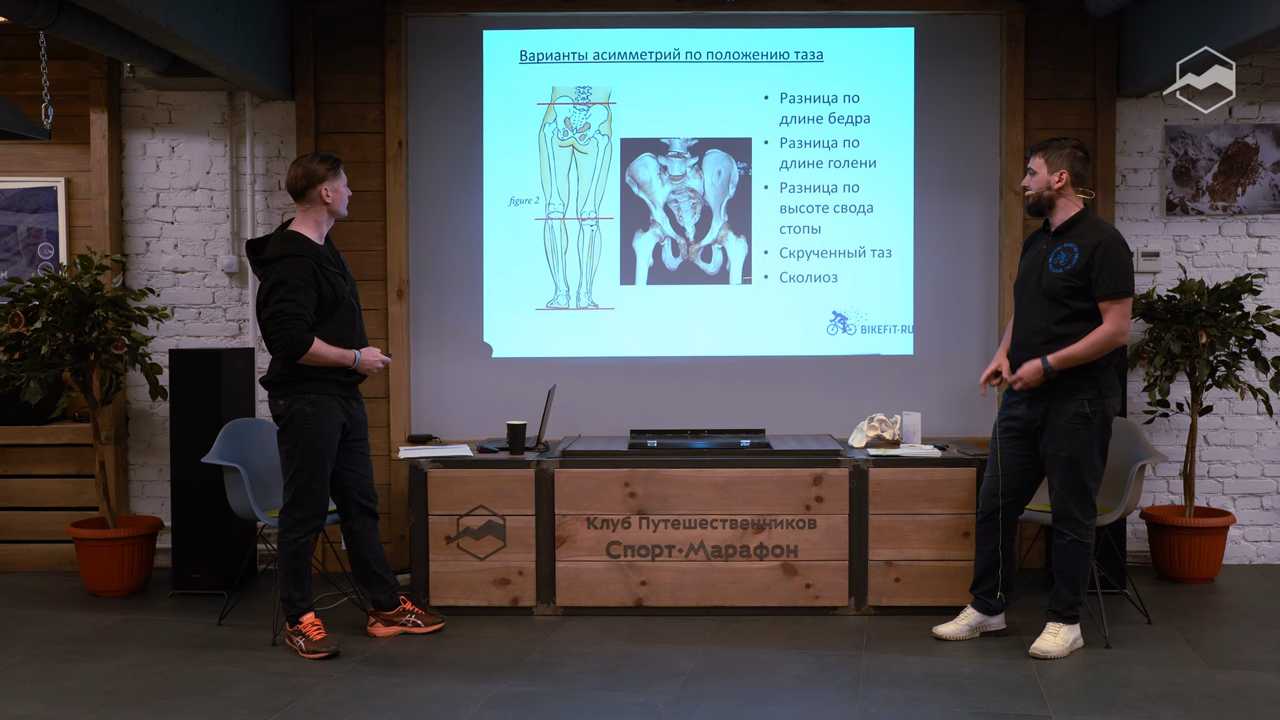 Варианты асимметрий по положению таза
• Разница по
длине бедра
• Разница по
длине голени
• Разница по
высоте свода
стопы
• Скрученный таз
• Сколиоз
figure 2
BIKEFIT·RU
Клуб Путешественников
Спорт-Марафон